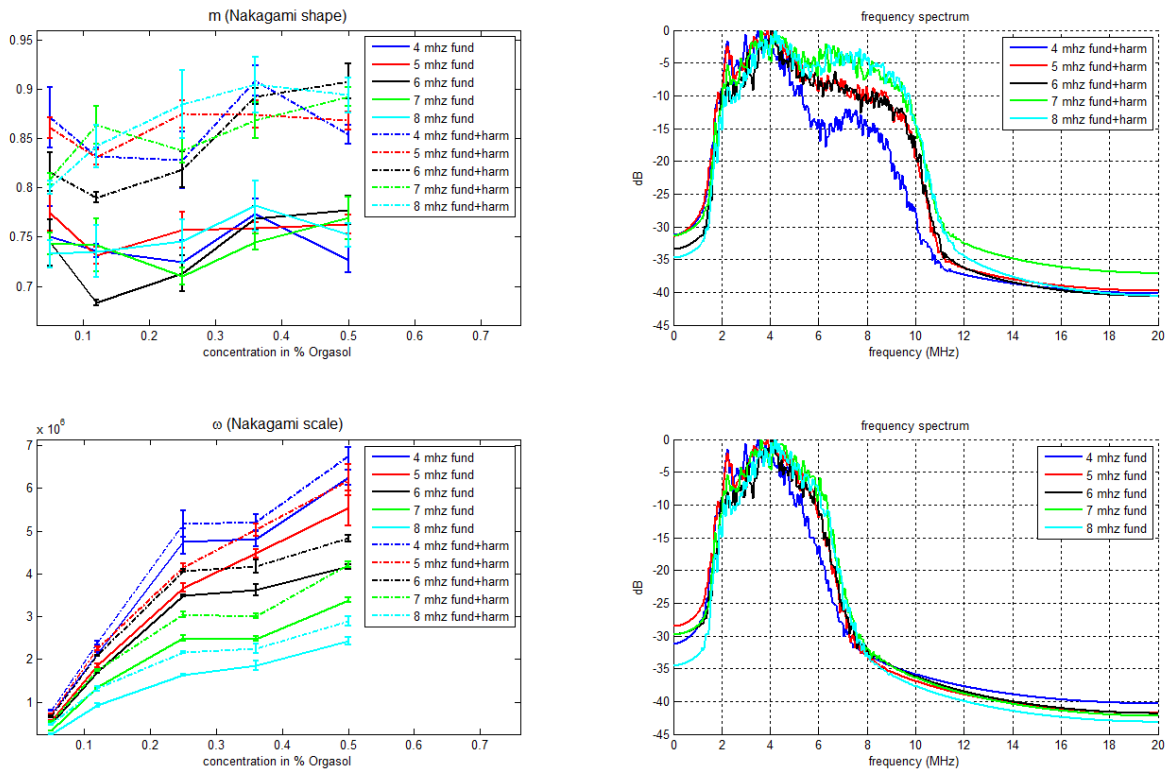 m (Nakagami shape)
0.95
0.9
0.85
0.8
0.75
0.7
0.1 0.2 0.3 0.4 0.5 0.6 0.7
concentration in % Orgasol
4 mhz fund
5 mhz fund
6 mhz fund
7 mhz fund
8 mhz fund
4 mhz fund+harm
5 mhz fund+harm
6 mhz fund+harm
7 mhz fund+harm
8 mhz fund+harm
frequency spectrum
dB
0
-5
-10
-15
-20
-25
-30
-35
-40
-45
0 2 4 6 8 10 12 14 16 18 20
frequency (MHz)
4 mhz fund+harm
5 mhz fund+harm
6 mhz fund+harm
7 mhz fund+harm
8 mhz fund+harm
ω (Nakagami scale)
x 10^6
7
6
5
4
3
2
1
0.1 0.2 0.3 0.4 0.5 0.6 0.7
concentration in % Orgasol
4 mhz fund
5 mhz fund
6 mhz fund
7 mhz fund
8 mhz fund
4 mhz fund+harm
5 mhz fund+harm
6 mhz fund+harm
7 mhz fund+harm
8 mhz fund+harm
frequency spectrum
dB
0
-5
-10
-15
-20
-25
-30
-35
-40
-45
0 2 4 6 8 10 12 14 16 18 20
frequency (MHz)
4 mhz fund
5 mhz fund
6 mhz fund
7 mhz fund
8 mhz fund